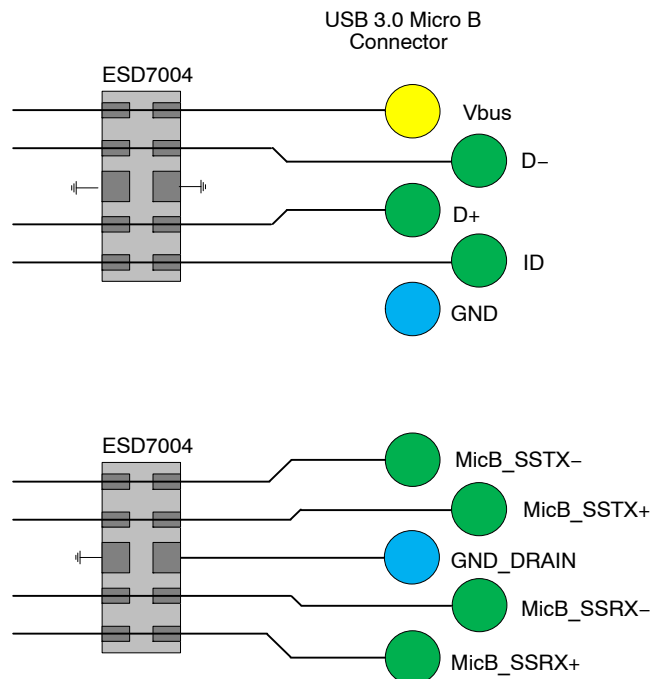 USB 3.0 Micro B
Connector
ESD7004
Vbus
D−
D+
ID
GND
ESD7004
MicB_SSTX−
MicB_SSTX+
GND_DRAIN
MicB_SSRX−
MicB_SSRX+